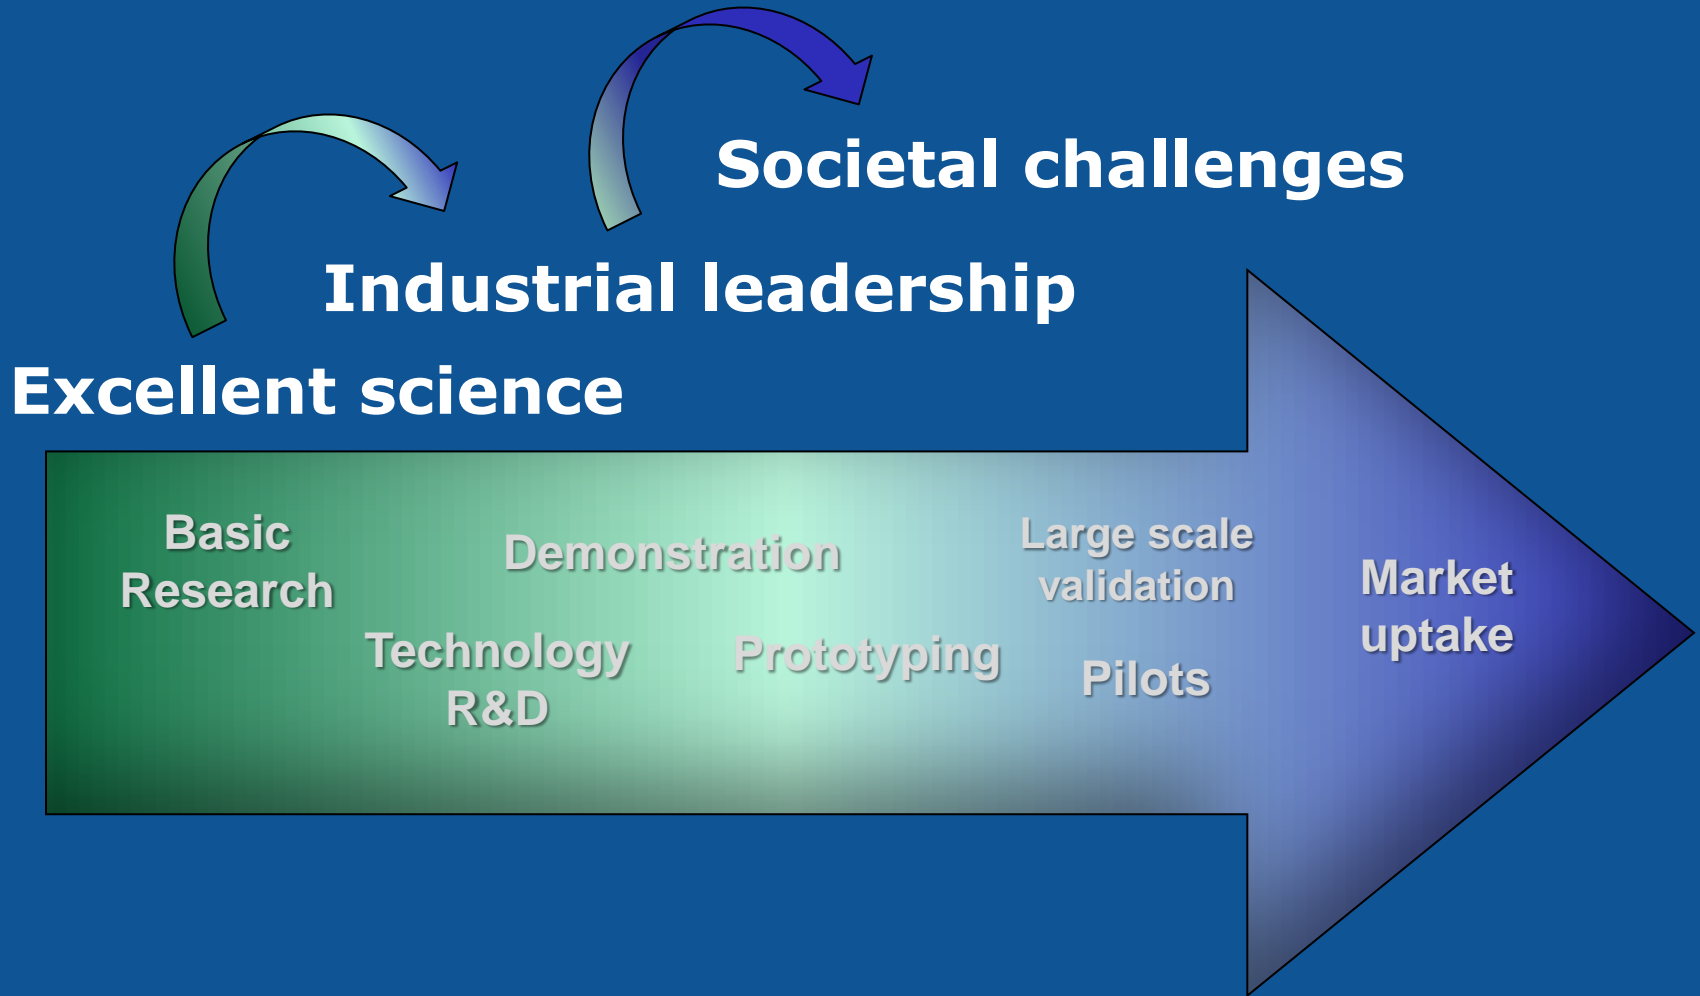 Societal challenges
Industrial leadership
Excellent science
Basic
Research
Technology
R&D
Demonstration
Prototyping
Large scale
validation
Pilots
Market
uptake